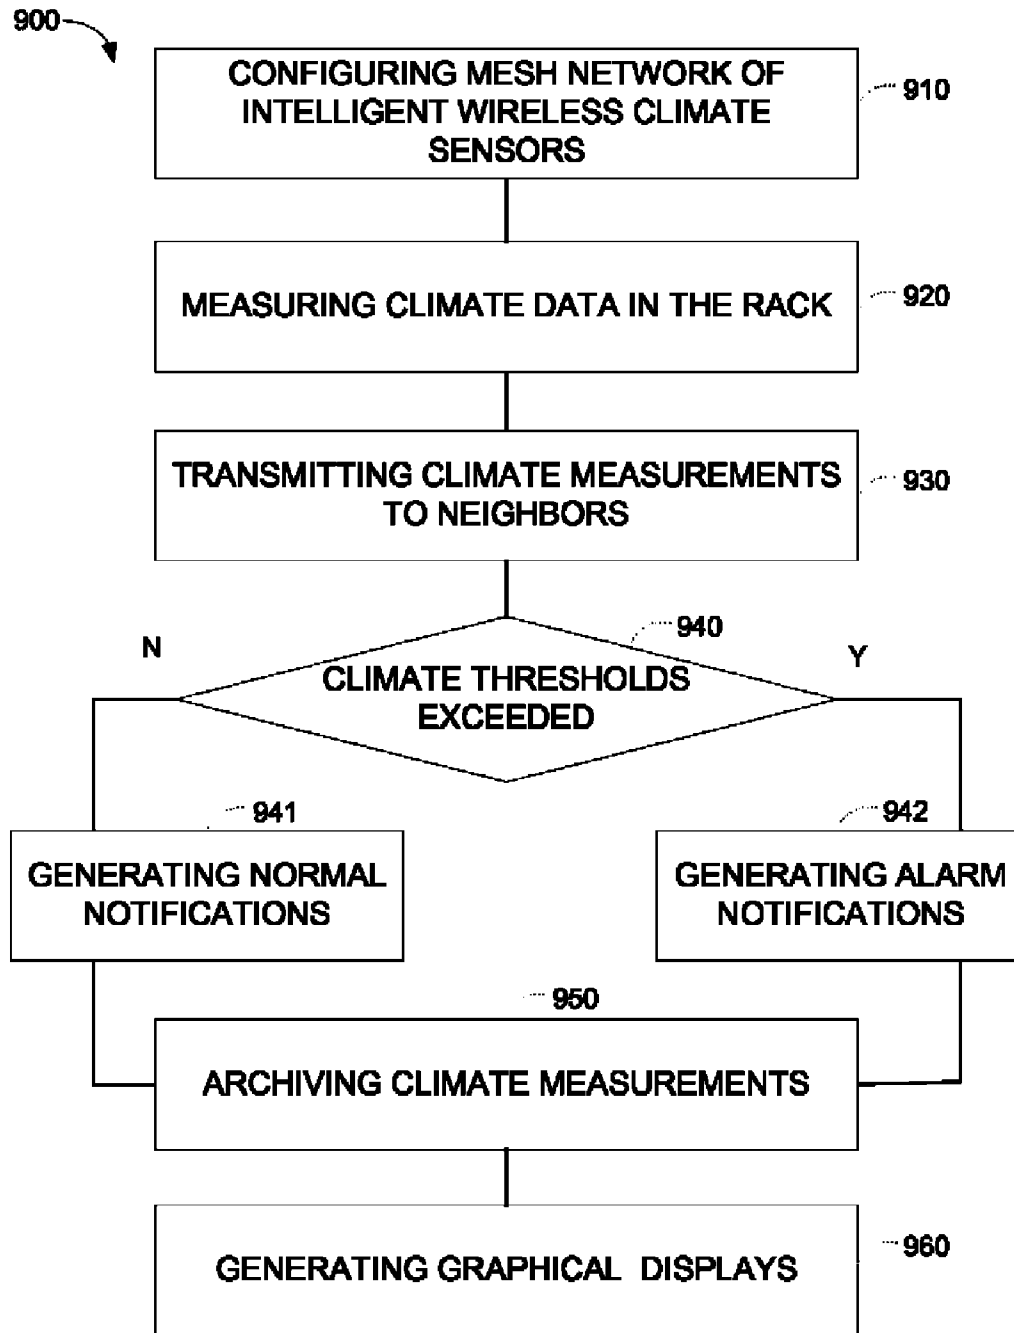 900
CONFIGURING MESH NETWORK OF
INTELLIGENT WIRELESS CLIMATE
SENSORS
910
MEASURING CLIMATE DATA IN THE RACK
920
TRANSMITTING CLIMATE MEASUREMENTS
TO NEIGHBORS
930
940
N
Y
CLIMATE THRESHOLDS
EXCEEDED
941
942
GENERATING NORMAL
NOTIFICATIONS
GENERATING ALARM
NOTIFICATIONS
950
ARCHIVING CLIMATE MEASUREMENTS
GENERATING GRAPHICAL DISPLAYS
960